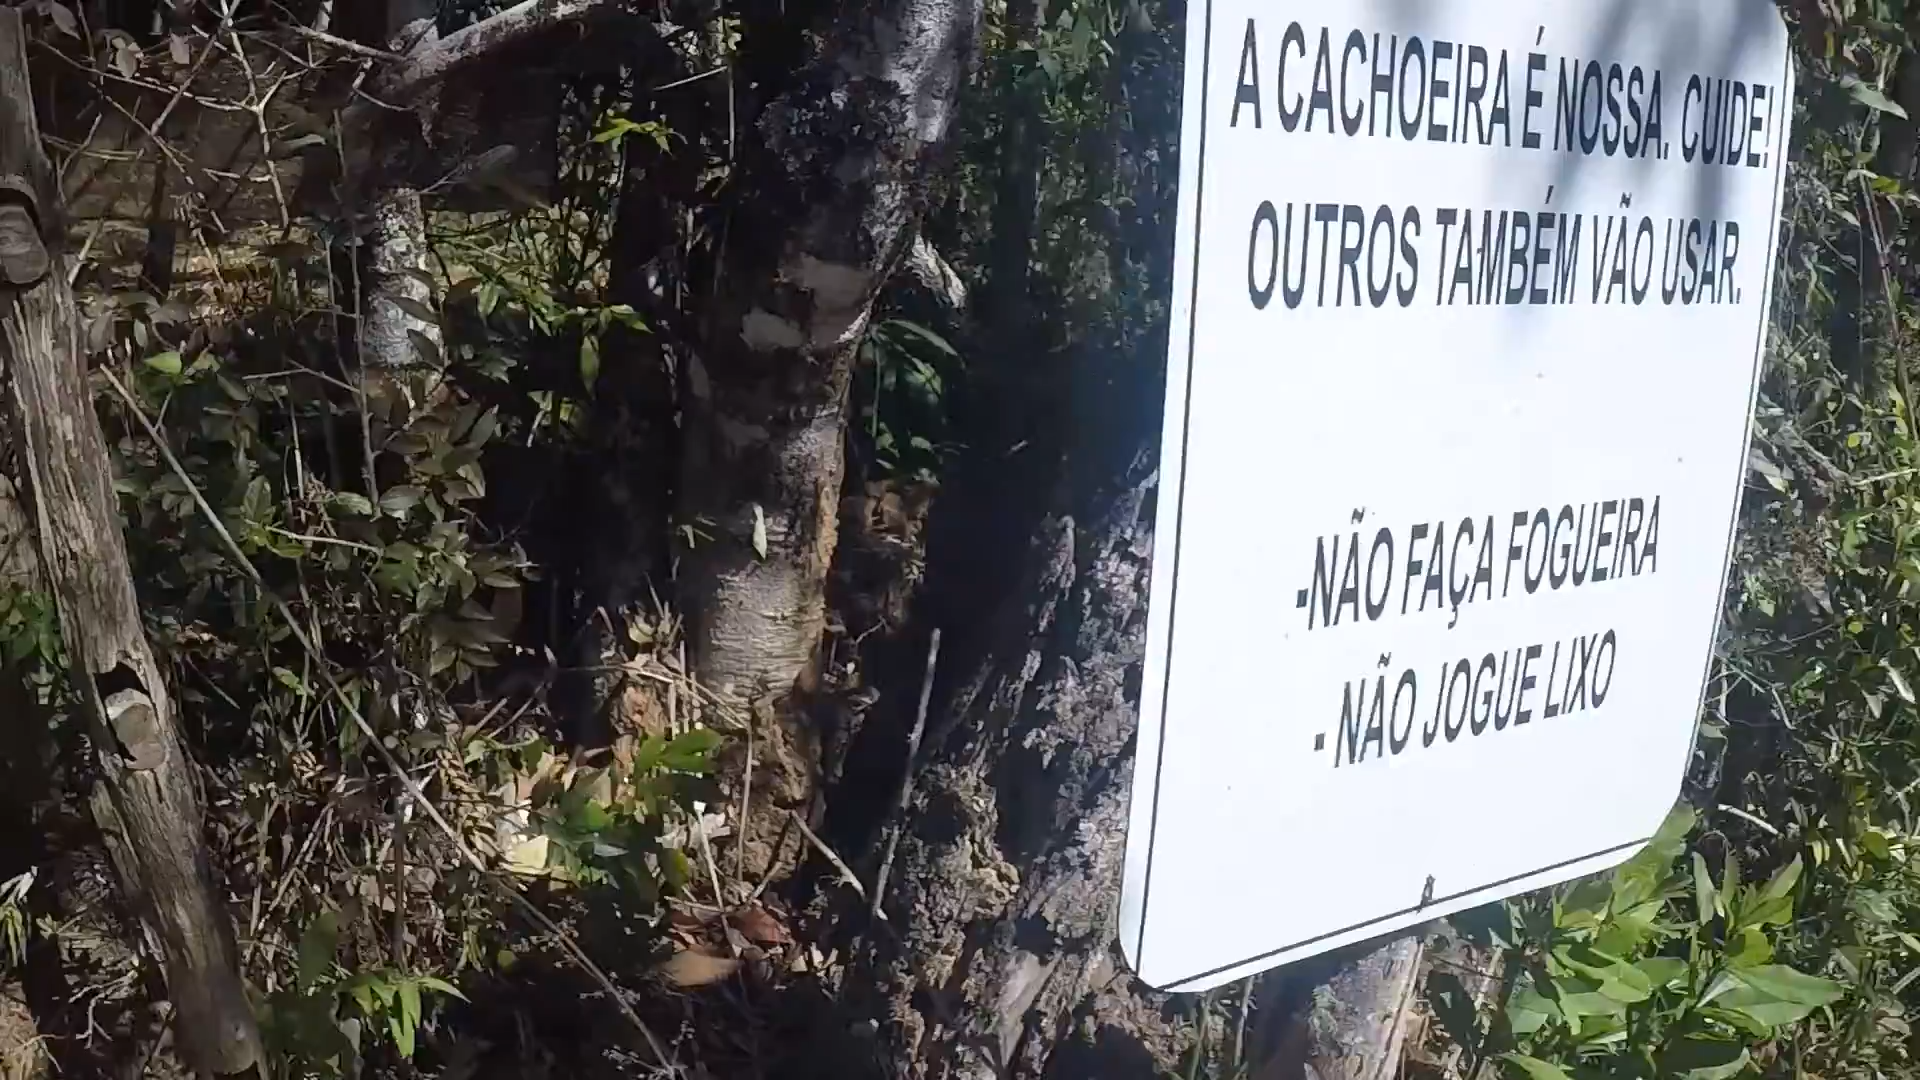 A CACHOEIRA É NOSSA. CUIDE!
OUTROS TAMBÉM VÃO USAR.
-NÃO FAÇA FOGUEIRA
- NÃO JOGUE LIXO